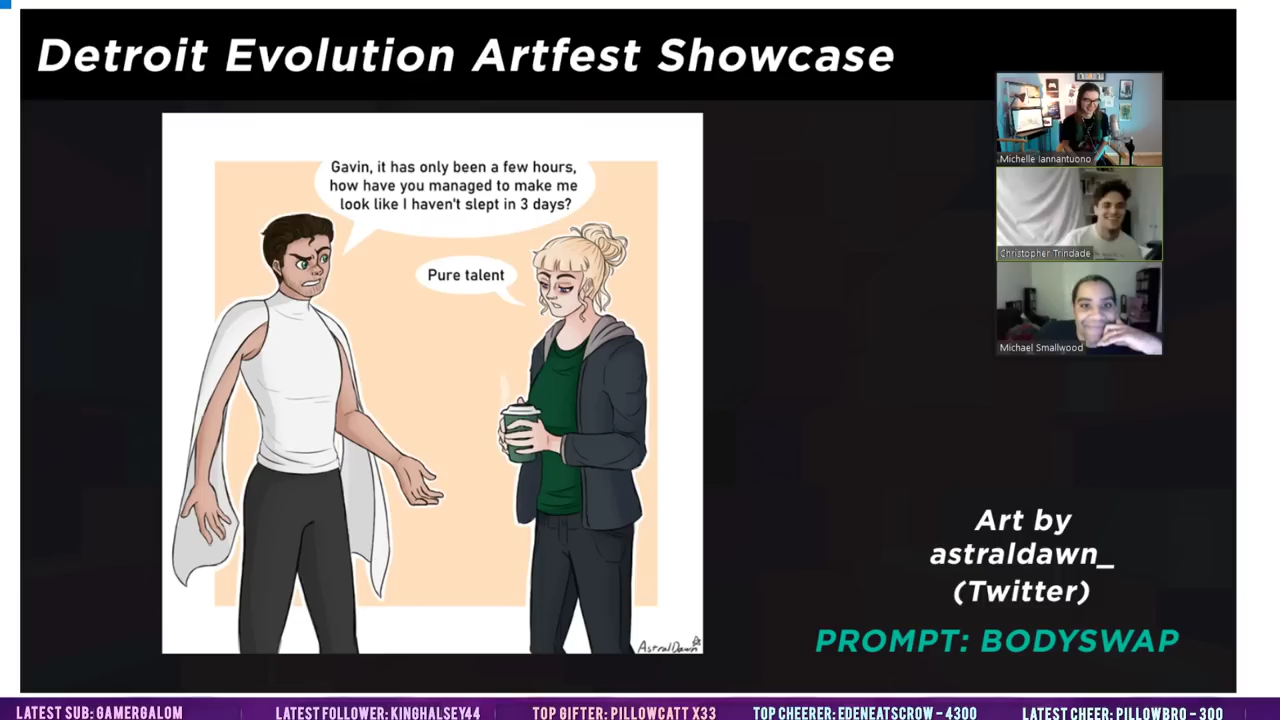 Detroit Evolution Artfest Showcase
Gavin, it has only been a few hours,
how have you managed to make me
look like I haven't slept in 3 days?
Pure talent
AstralDawn
Michelle Iannantuono
Christopher Trindade
Michael Smallwood
Art by
astraldawn_
(Twitter)
PROMPT: BODYSWAP
LATEST SUB: GAMERGALOM
LATEST FOLLOWER: KINGHALSEY44
TOP GIFTER: PILLOWCATT X33
TOP CHEERER: EDENEATSCROW - 4300
LATEST CHEER: PILLOWBRO - 300